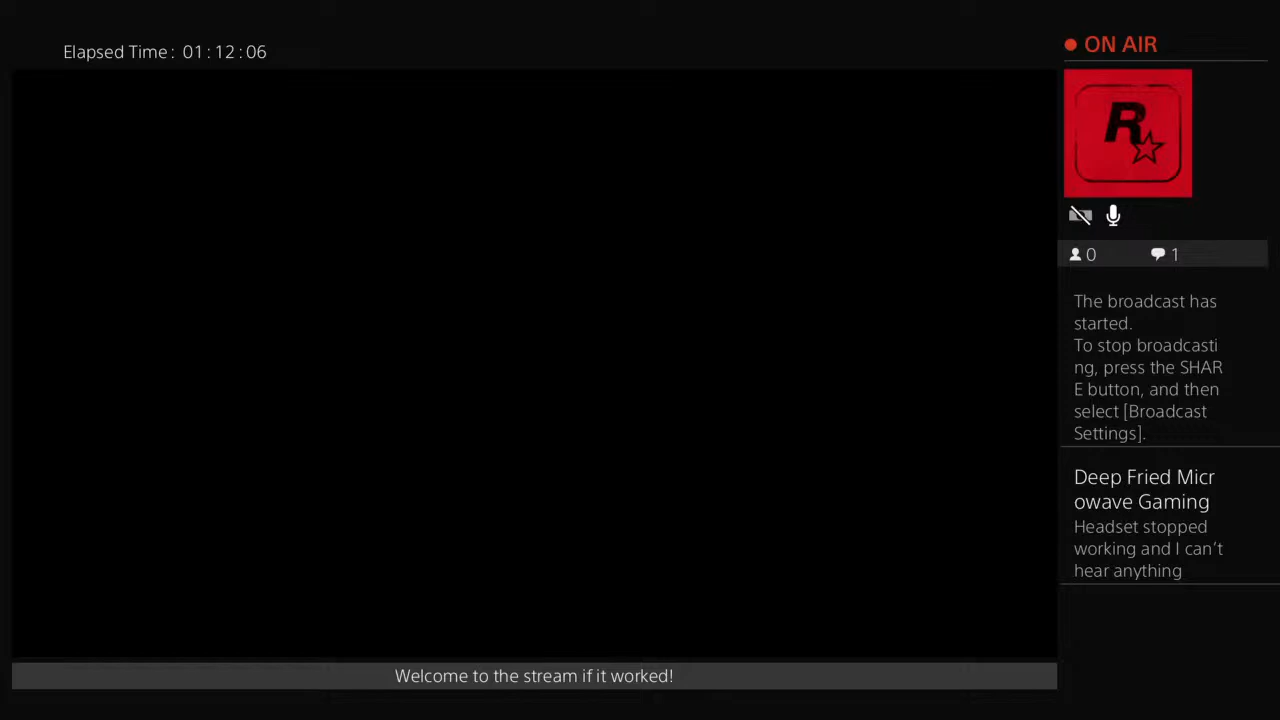 Elapsed Time: 01:12:06
ON AIR
R
0 1
The broadcast has
started.
To stop broadcasti
ng, press the SHAR
E button, and then
select [Broadcast
Settings].
Deep Fried Micr
owave Gaming
Headset stopped
working and I can't
hear anything
Welcome to the stream if it worked!